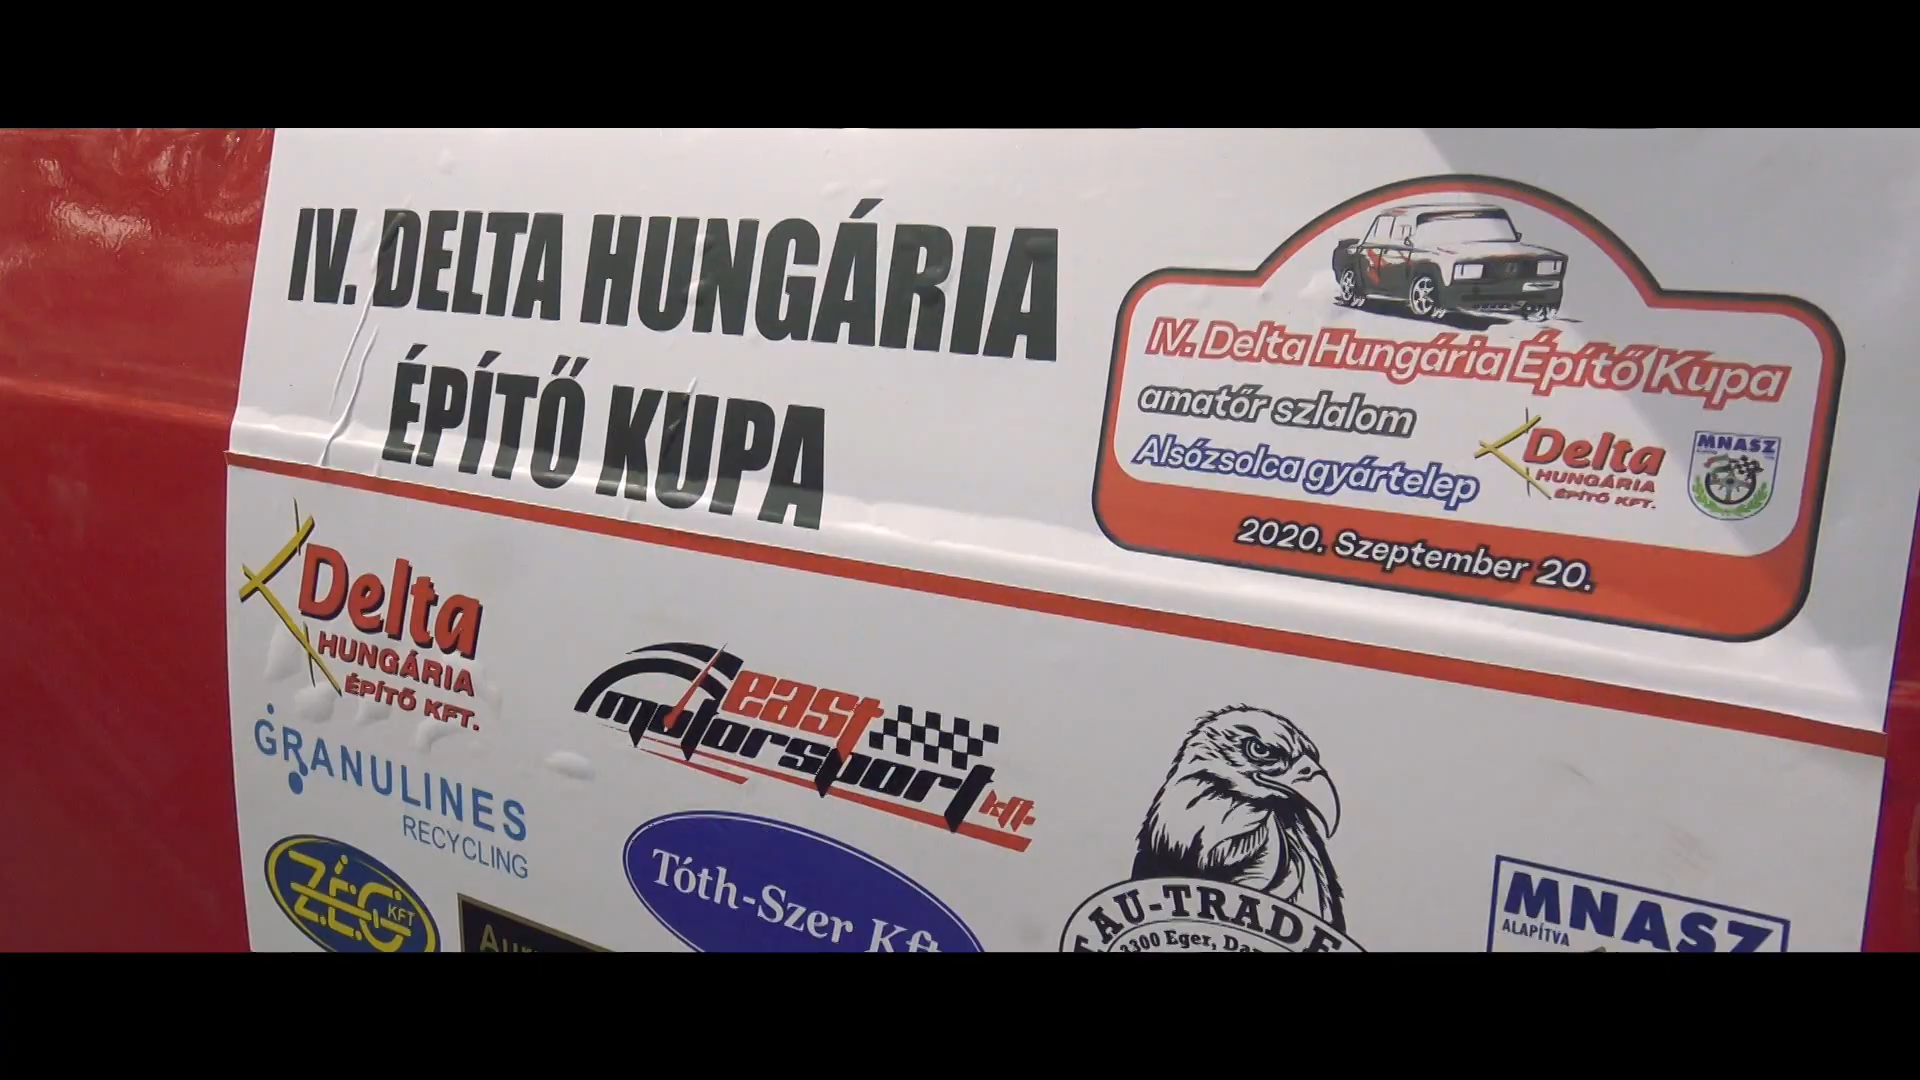 IV. DELTA HUNGÁRIA
ÉPÍTŐ KUPA
IV. Delta Hungária Építő Kupa
amatőr szlalom
Alsózsolca gyártelep
Delta
HUNGÁRIA
ÉPÍTŐ KFT.
MNASZ
2020. Szeptember 20.
Delta
HUNGÁRIA
ÉPÍTŐ KFT.
east
motorsport kft.
GRANULINES
RECYCLING
Z.É.G KFT
Tóth-Szer Kft
AU-TRADE
3300 Eger,
MNASZ
ALAPÍTVA